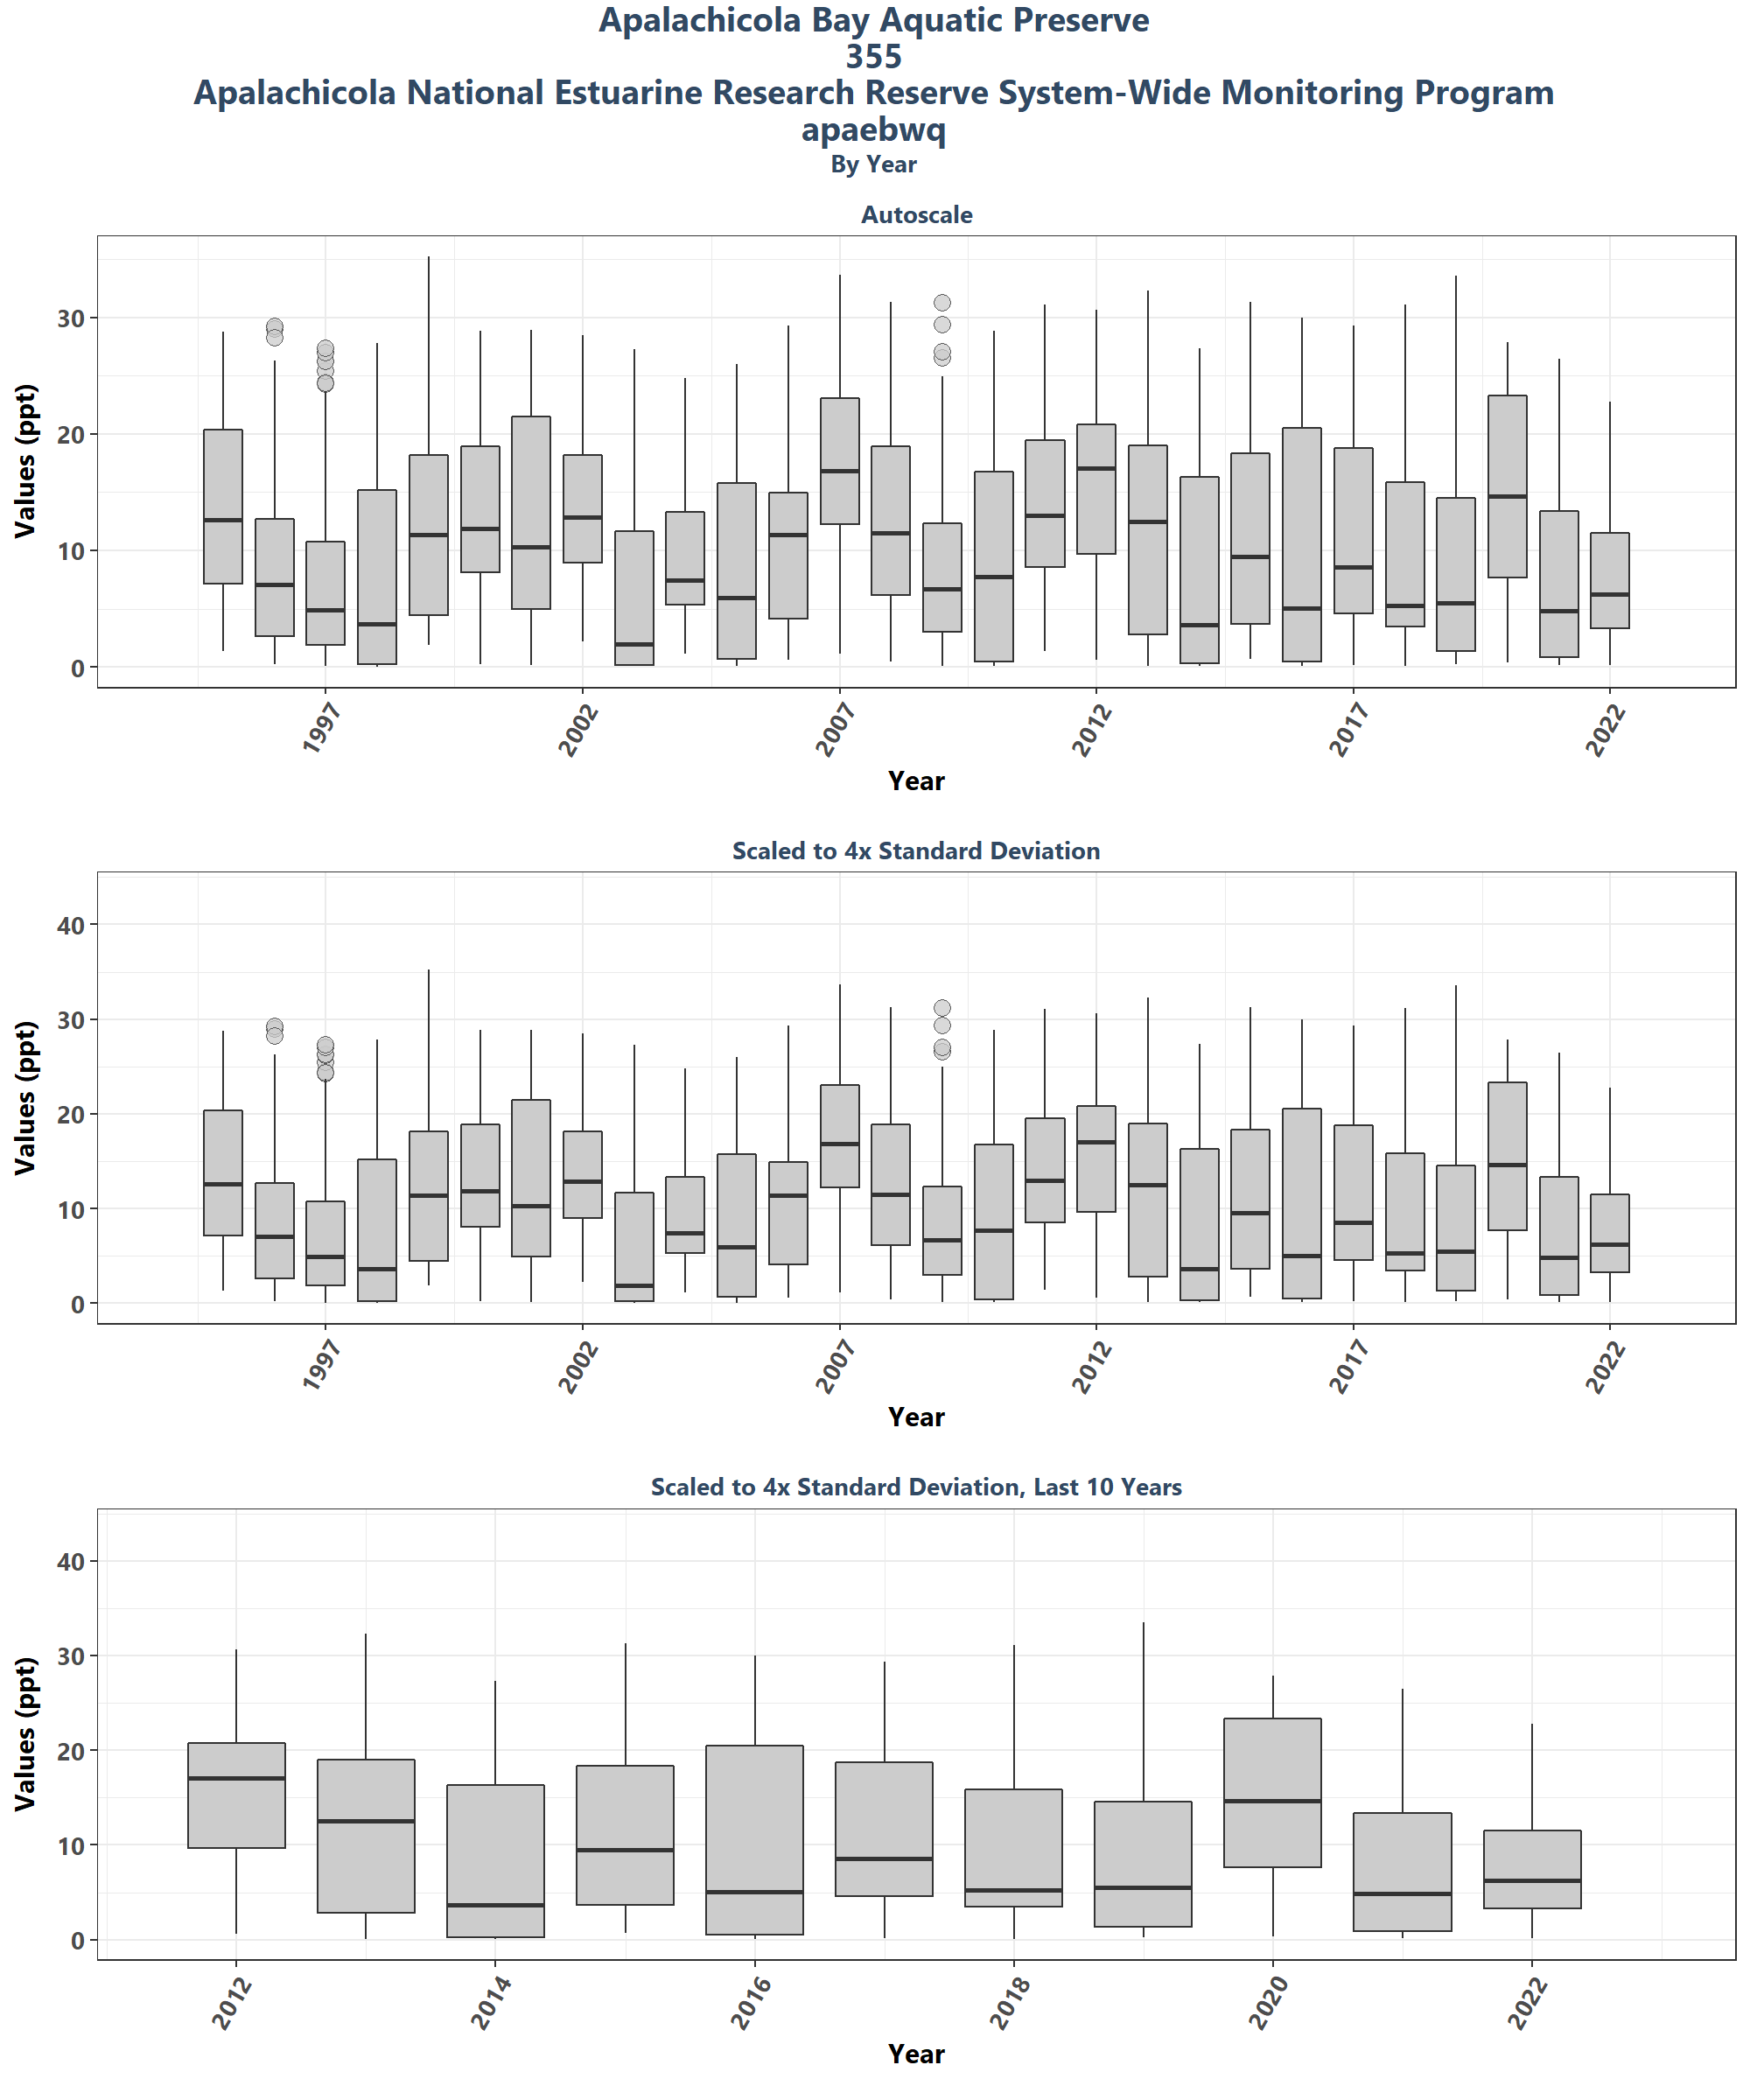 Apalachicola Bay Aquatic Preserve
355
Apalachicola National Estuarine Research Reserve System-Wide Monitoring Program
apaebwq
By Year
Autoscale
Values (ppt)
30
20
10
0
1997
2002
2007
2012
2017
2022
Year
Scaled to 4x Standard Deviation
Values (ppt)
40
30
20
10
0
1997
2002
2007
2012
2017
2022
Year
Scaled to 4x Standard Deviation, Last 10 Years
Values (ppt)
40
30
20
10
0
2012
2014
2016
2018
2020
2022
Year